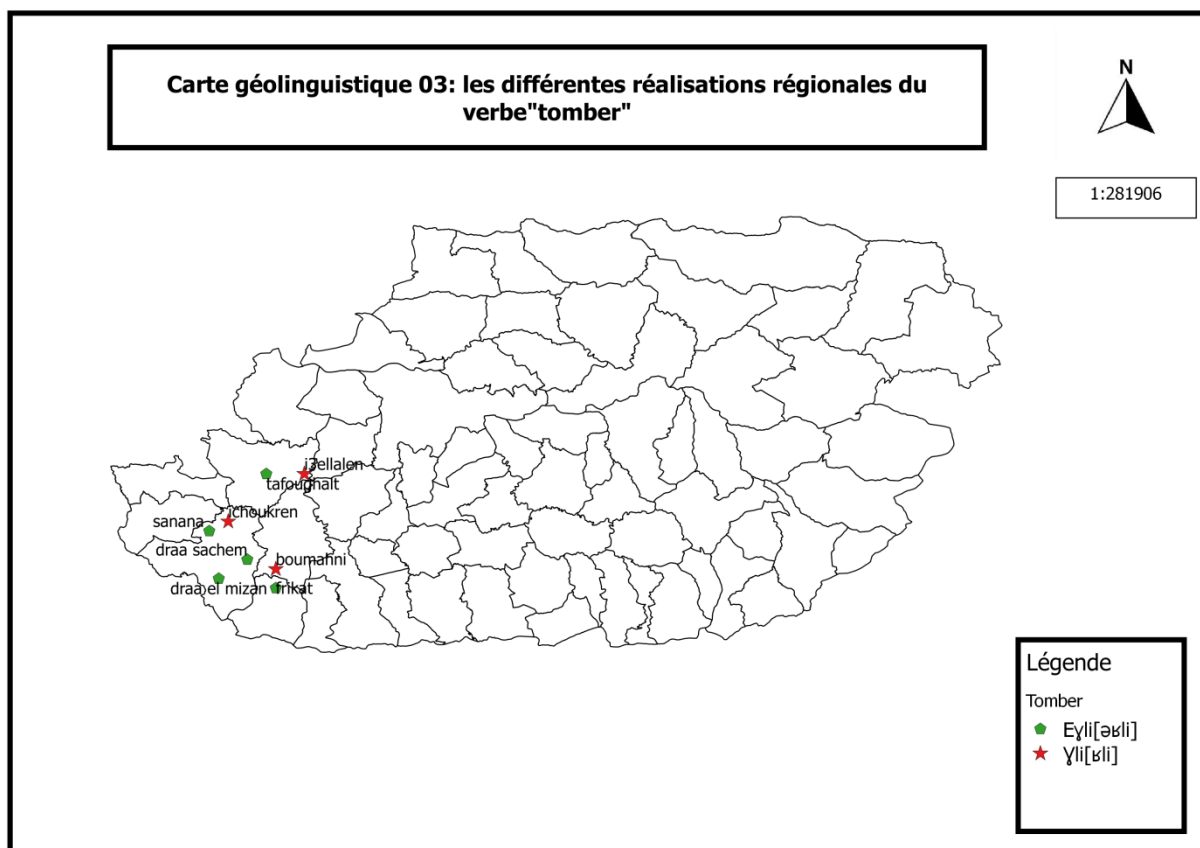 Carte géolinguistique 03: les différentes réalisations régionales du
verbe"tomber"
N
1:281906
i3ellalen
tafoughalt
ichoukren
sanana
draa sachem
boumahni
draa el mizan
frikat
Légende
Tomber
Eɣli[əʁli]
Ɣli[ʁli]